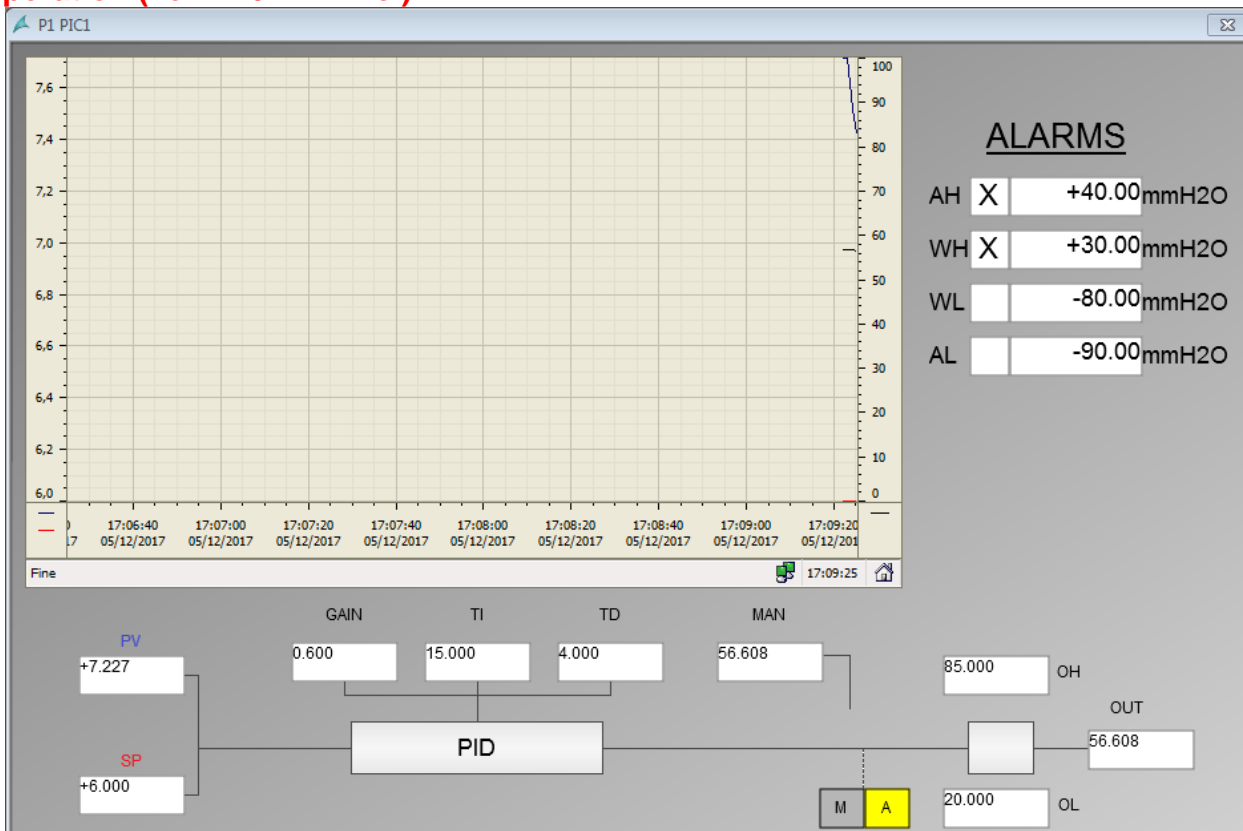 P1 PIC1
7,6
7,4
7,2
7,0
6,8
6,6
6,4
6,2
6,0
100
90
80
70
60
50
40
30
20
10
0
17:06:40 17:07:00 17:07:20 17:07:40 17:08:00 17:08:20 17:08:40 17:09:00 17:09:20
05/12/2017 05/12/2017 05/12/2017 05/12/2017 05/12/2017 05/12/2017 05/12/2017 05/12/2017 05/12/201
Fine 17:09:25
ALARMS
AH X +40.00 mmH2O
WH X +30.00 mmH2O
WL -80.00 mmH2O
AL -90.00 mmH2O
GAIN TI TD MAN
0.600 15.000 4.000 56.608
PV
+7.227
85.000 OH
PID
OUT
56.608
SP
+6.000
M A
20.000 OL